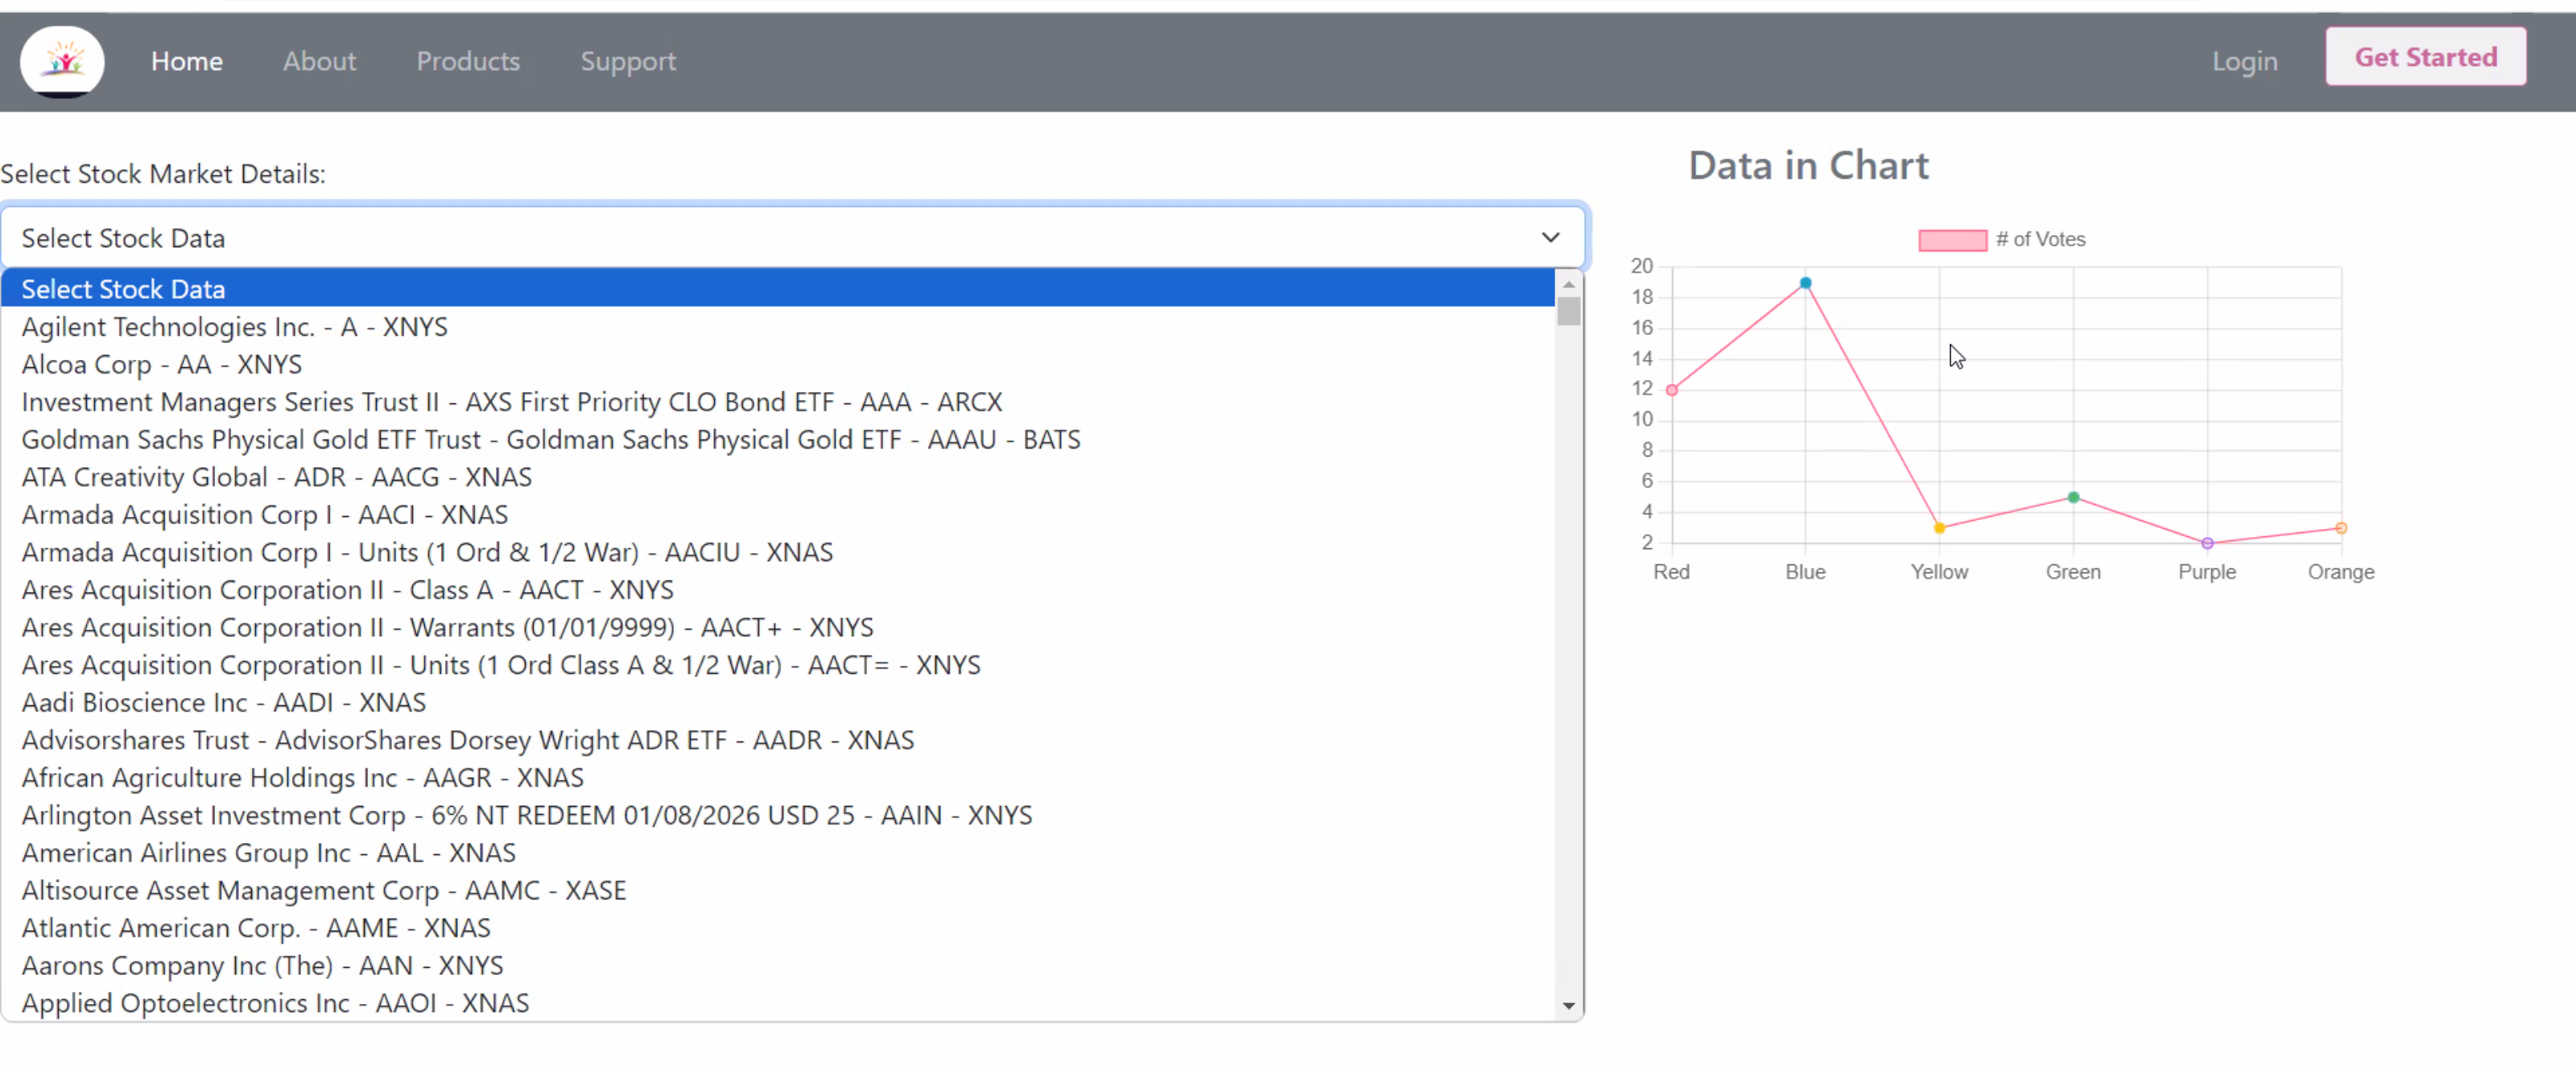 Home About Products Support Login Get Started
Select Stock Market Details:
Select Stock Data
Select Stock Data
Agilent Technologies Inc. - A - XNYS
Alcoa Corp - AA - XNYS
Investment Managers Series Trust II - AXS First Priority CLO Bond ETF - AAA - ARCX
Goldman Sachs Physical Gold ETF Trust - Goldman Sachs Physical Gold ETF - AAAU - BATS
ATA Creativity Global - ADR - AACG - XNAS
Armada Acquisition Corp I - AACI - XNAS
Armada Acquisition Corp I - Units (1 Ord & 1/2 War) - AACIU - XNAS
Ares Acquisition Corporation II - Class A - AACT - XNYS
Ares Acquisition Corporation II - Warrants (01/01/9999) - AACT+ - XNYS
Ares Acquisition Corporation II - Units (1 Ord Class A & 1/2 War) - AACT= - XNYS
Aadi Bioscience Inc - AADI - XNAS
Advisorshares Trust - AdvisorShares Dorsey Wright ADR ETF - AADR - XNAS
African Agriculture Holdings Inc - AAGR - XNAS
Arlington Asset Investment Corp - 6% NT REDEEM 01/08/2026 USD 25 - AAIN - XNYS
American Airlines Group Inc - AAL - XNAS
Altisource Asset Management Corp - AAMC - XASE
Atlantic American Corp. - AAME - XNAS
Aarons Company Inc (The) - AAN - XNYS
Applied Optoelectronics Inc - AAOI - XNAS
Data in Chart
# of Votes
20
18
16
14
12
10
8
6
4
2
Red Blue Yellow Green Purple Orange